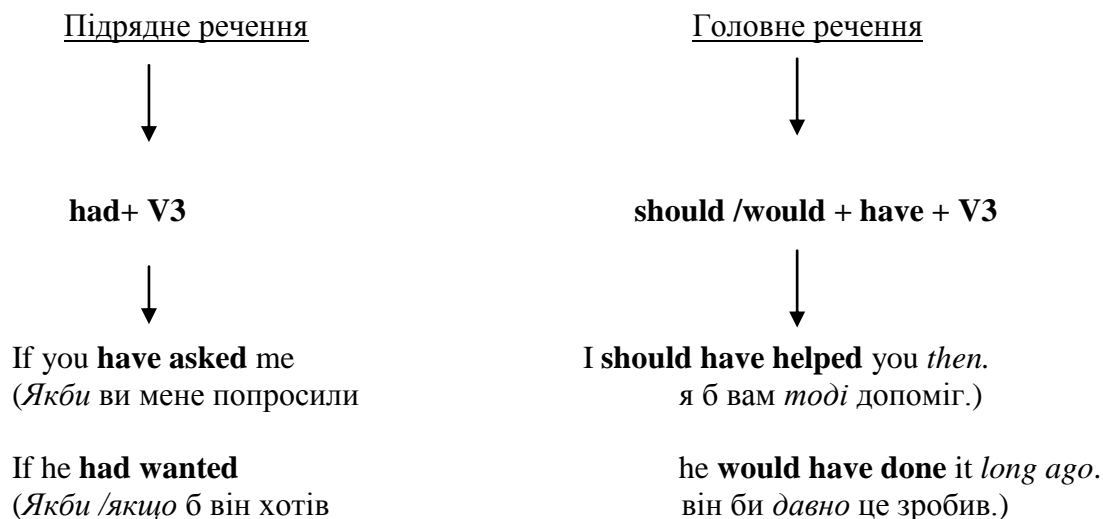 Підрядне речення Головне речення
had+ V3 should /would + have + V3
If you have asked me I should have helped you then.
(Якби ви мене попросили я б вам тоді допоміг.)
If he had wanted he would have done it long ago.
(Якби /якщо б він хотів він би давно це зробив.)